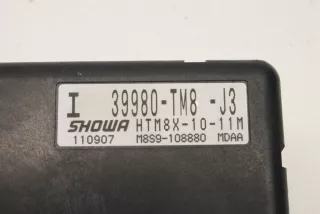 I 39980-TM8 -J3
SHOWA HTM8X-10-11M
110907 M8S9-108880 MDAA